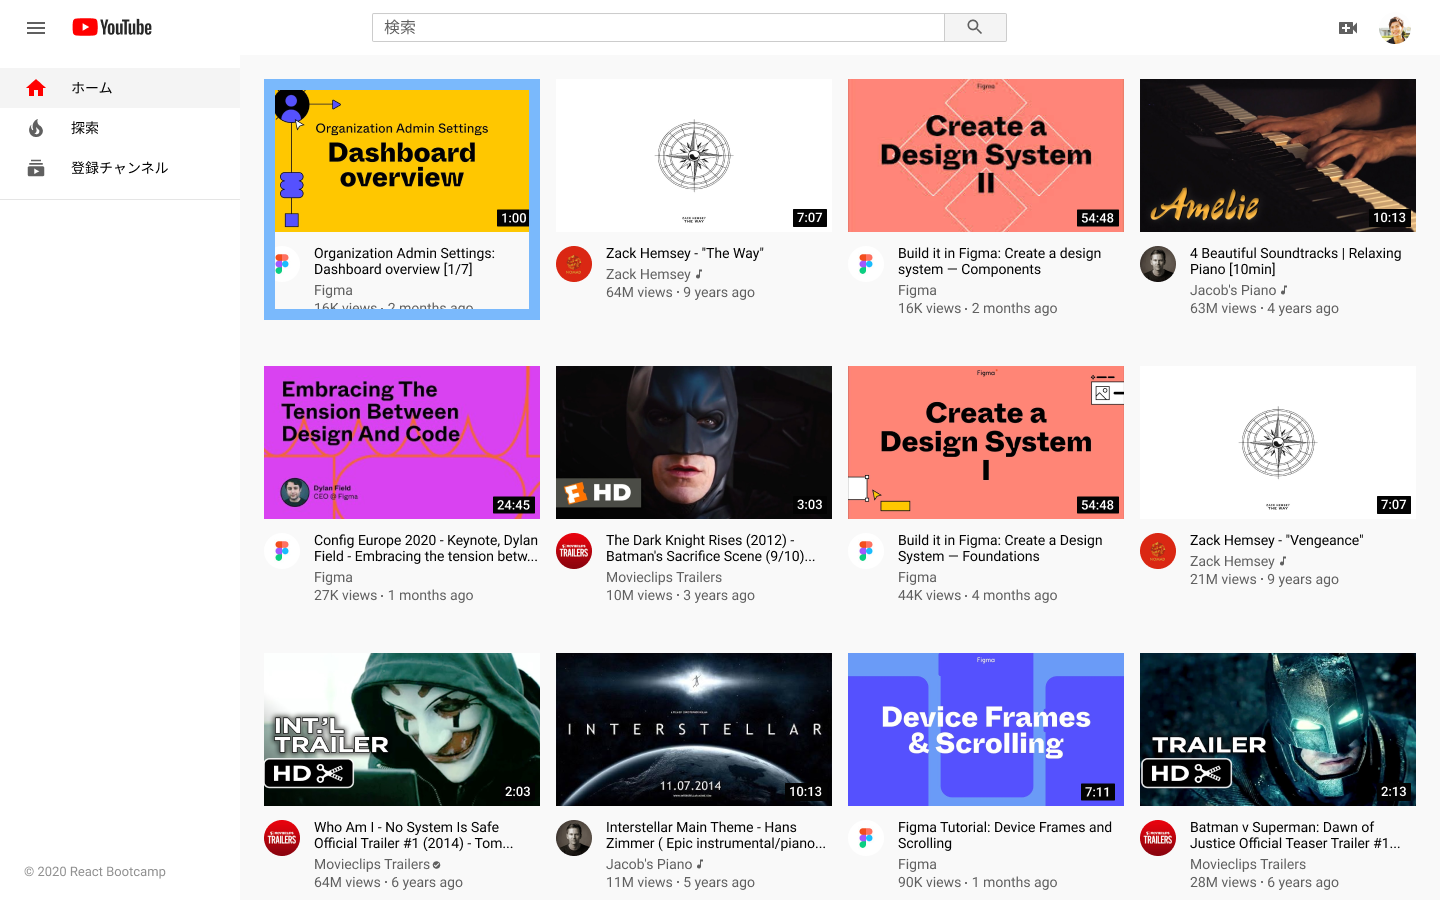 YouTube
検索
ホーム
探索
登録チャンネル
© 2020 React Bootcamp
Organization Admin Settings
Dashboard
overview
1:00
Organization Admin Settings:
Dashboard overview [1/7]
Figma
16K views · 2 months ago
ZACK HEMSEY
THE WAY
7:07
Zack Hemsey - "The Way"
Zack Hemsey
64M views · 9 years ago
Figma
Create a
Design System
II
54:48
Build it in Figma: Create a design
system — Components
Figma
16K views · 2 months ago
Amelie
10:13
4 Beautiful Soundtracks | Relaxing
Piano [10min]
Jacob's Piano
63M views · 4 years ago
Embracing The
Tension Between
Design And Code
Dylan Field
CEO @ Figma
24:45
Config Europe 2020 - Keynote, Dylan
Field - Embracing the tension betw...
Figma
27K views · 1 months ago
HD
3:03
TRAILERS
The Dark Knight Rises (2012) -
Batman's Sacrifice Scene (9/10)...
Movieclips Trailers
10M views · 3 years ago
Figma
Create a
Design System
I
54:48
Build it in Figma: Create a Design
System — Foundations
Figma
44K views · 4 months ago
ZACK HEMSEY
THE WAY
7:07
Zack Hemsey - "Vengeance"
Zack Hemsey
21M views · 9 years ago
INT.'L
TRAILER
HD
2:03
TRAILERS
Who Am I - No System Is Safe
Official Trailer #1 (2014) - Tom...
Movieclips Trailers
64M views · 6 years ago
INTERSTELLAR
11.07.2014
10:13
Interstellar Main Theme - Hans
Zimmer ( Epic instrumental/piano...
Jacob's Piano
11M views · 5 years ago
Figma
Device Frames
& Scrolling
7:11
Figma Tutorial: Device Frames and
Scrolling
Figma
90K views · 1 months ago
TRAILER
HD
2:13
TRAILERS
Batman v Superman: Dawn of
Justice Official Teaser Trailer #1...
Movieclips Trailers
28M views · 6 years ago